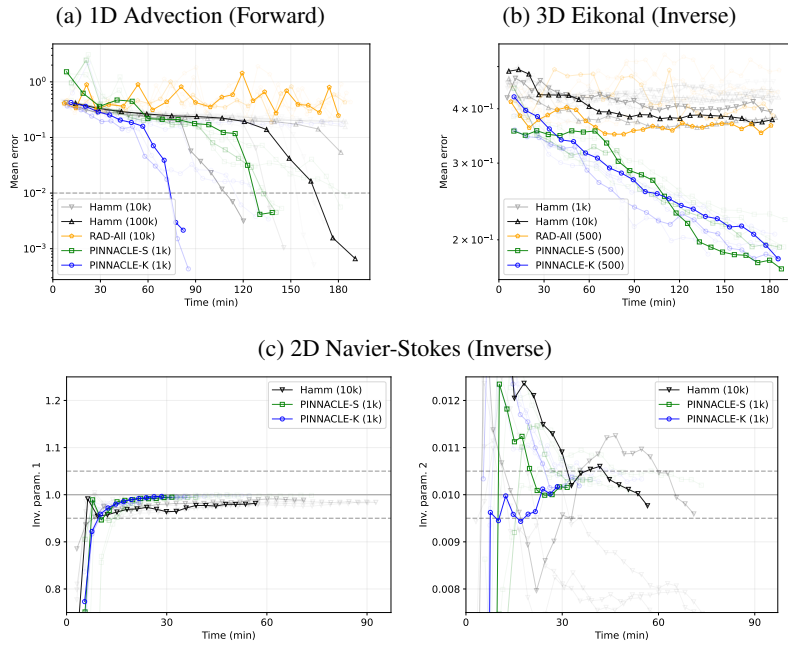 (a) 1D Advection (Forward)
(b) 3D Eikonal (Inverse)
Mean error
10⁰
10⁻¹
10⁻²
10⁻³
Hamm (10k)
Hamm (100k)
RAD-All (10k)
PINNACLE-S (1k)
PINNACLE-K (1k)
0 30 60 90 120 150 180
Time (min)
Mean error
4 × 10⁻¹
3 × 10⁻¹
2 × 10⁻¹
Hamm (1k)
Hamm (10k)
RAD-All (500)
PINNACLE-S (500)
PINNACLE-K (500)
0 30 60 90 120 150 180
Time (min)
(c) 2D Navier-Stokes (Inverse)
Inv. param. 1
1.2
1.1
1.0
0.9
0.8
Hamm (10k)
PINNACLE-S (1k)
PINNACLE-K (1k)
0 30 60 90
Time (min)
Inv. param. 2
0.012
0.011
0.010
0.009
0.008
Hamm (10k)
PINNACLE-S (1k)
PINNACLE-K (1k)
0 30 60 90
Time (min)